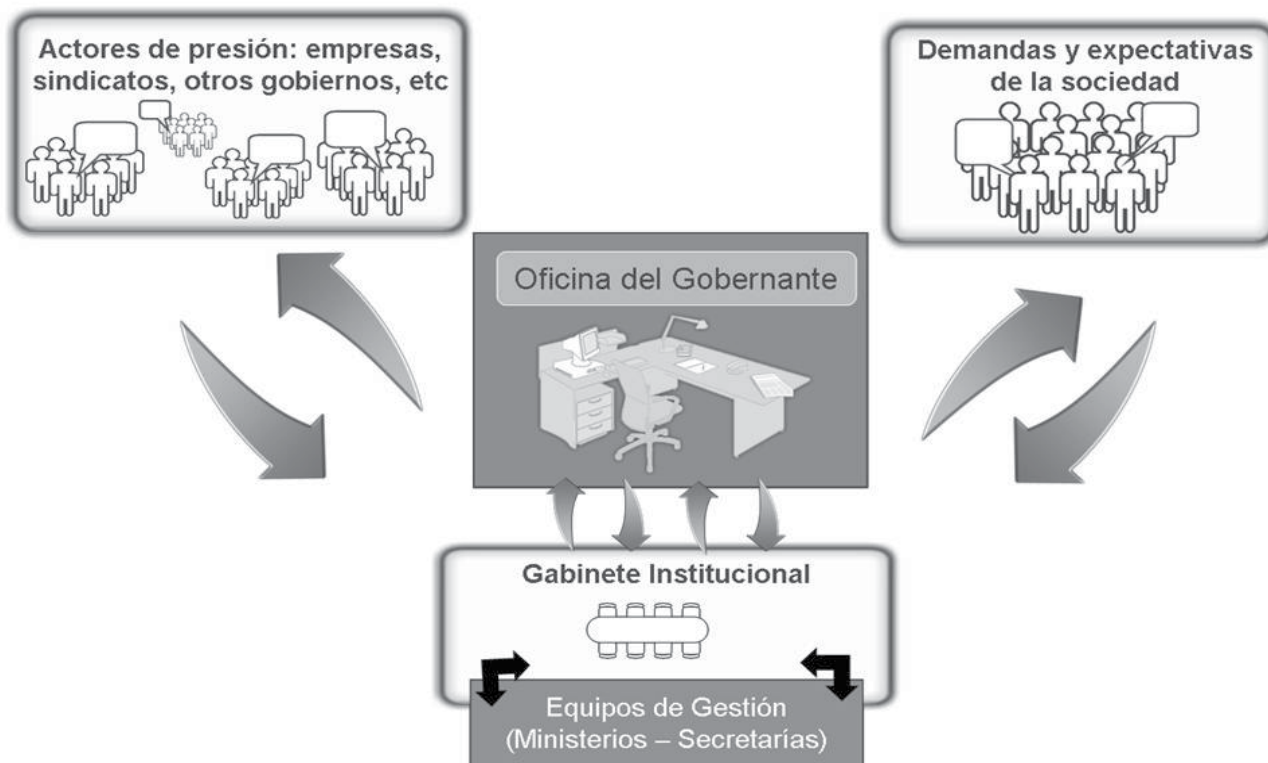 Actores de presión: empresas,
sindicatos, otros gobiernos, etc
Demandas y expectativas
de la sociedad
Oficina del Gobernante
Gabinete Institucional
Equipos de Gestión
(Ministerios – Secretarías)